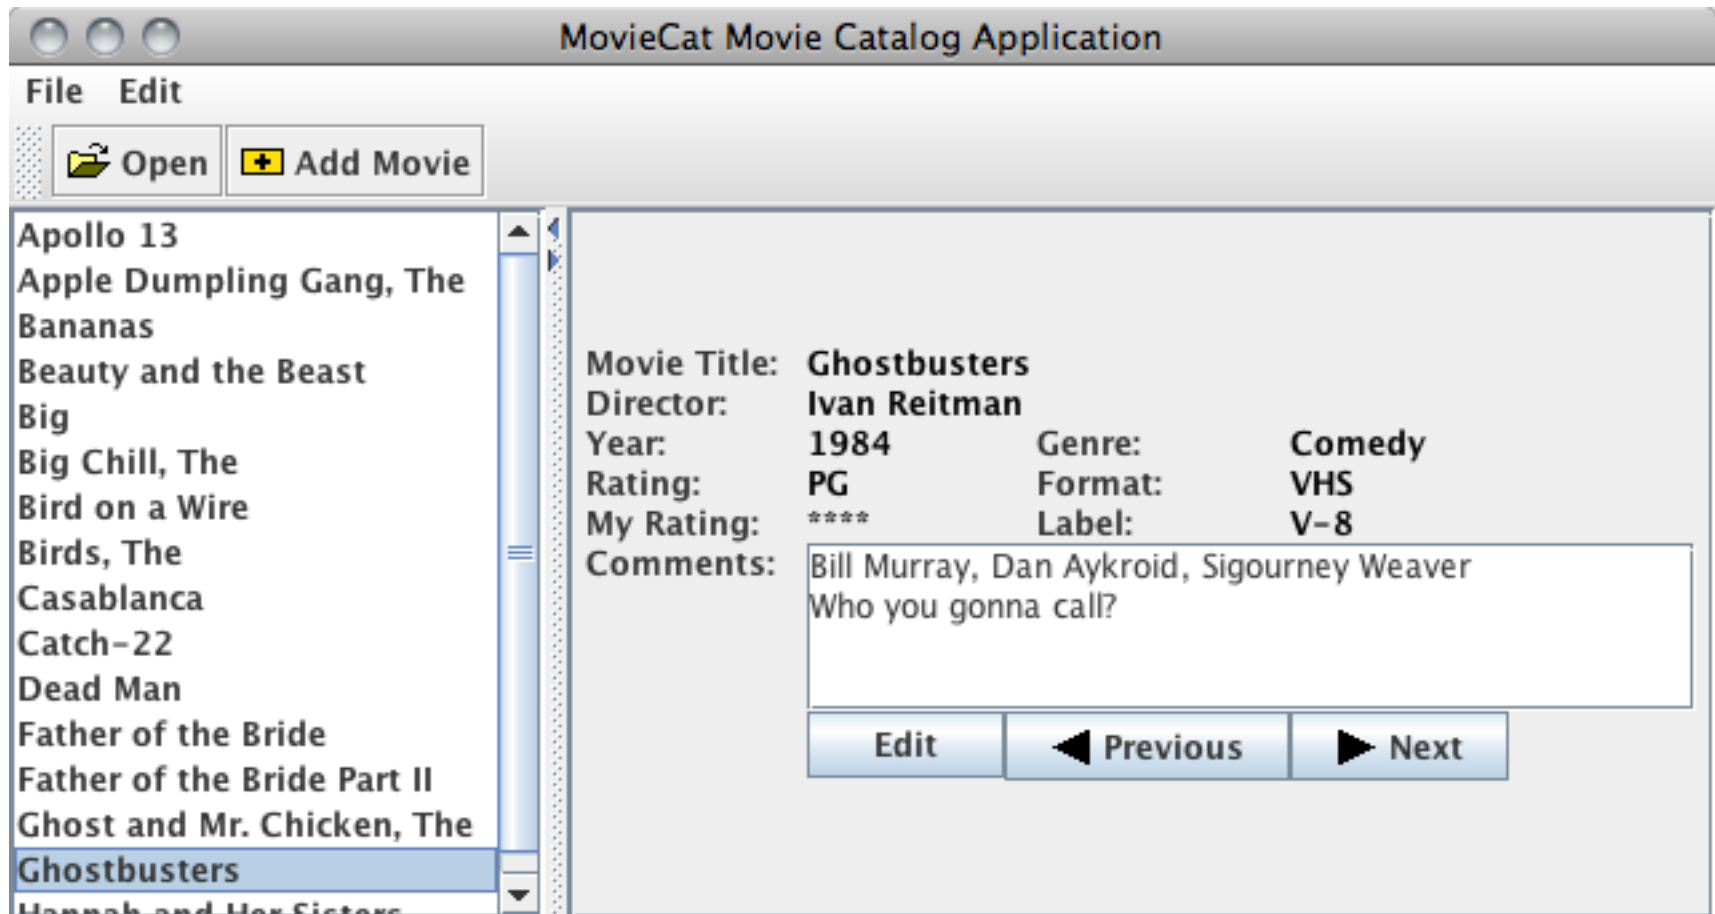 MovieCat Movie Catalog Application
File Edit
Open Add Movie
Apollo 13
Apple Dumpling Gang, The
Bananas
Beauty and the Beast
Big
Big Chill, The
Bird on a Wire
Birds, The
Casablanca
Catch-22
Dead Man
Father of the Bride
Father of the Bride Part II
Ghost and Mr. Chicken, The
Ghostbusters
Hannah and Her Sisters
Movie Title: Ghostbusters
Director: Ivan Reitman
Year: 1984 Genre: Comedy
Rating: PG Format: VHS
My Rating: **** Label: V-8
Comments: Bill Murray, Dan Aykroid, Sigourney Weaver
Who you gonna call?
Edit Previous Next